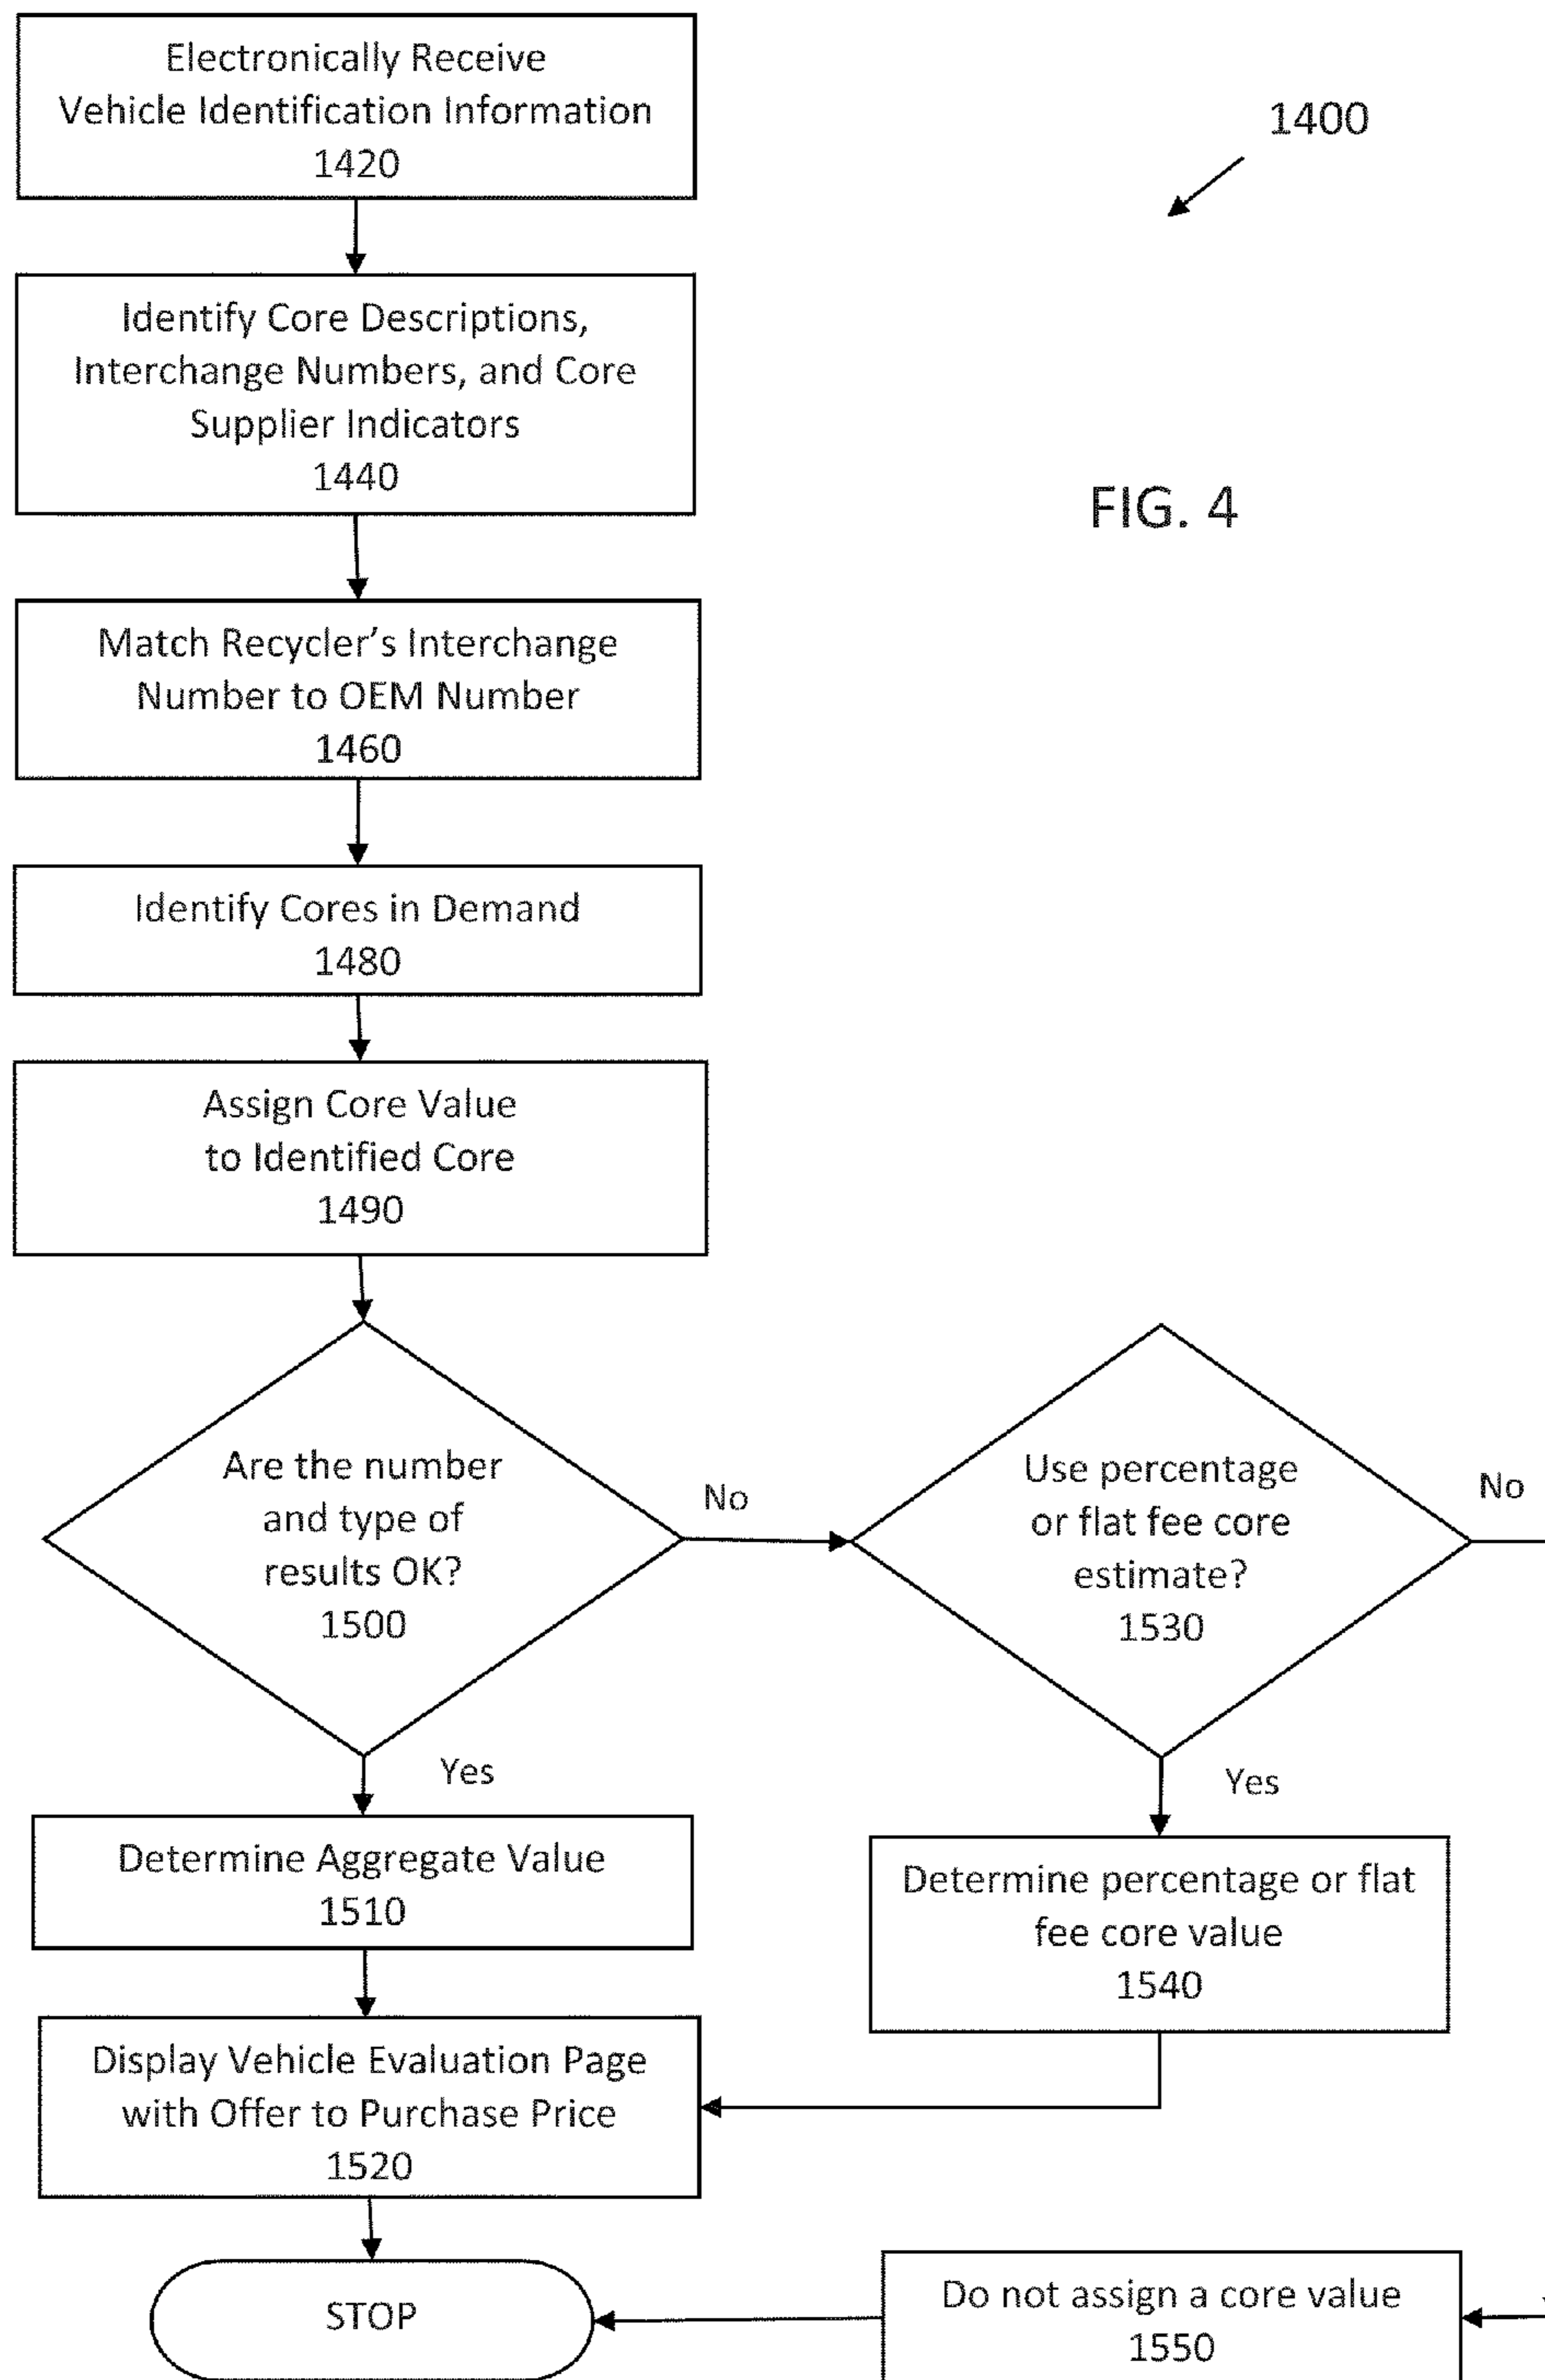 Electronically Receive
Vehicle Identification Information
1420
1400
Identify Core Descriptions,
Interchange Numbers, and Core
Supplier Indicators
1440
FIG. 4
Match Recycler's Interchange
Number to OEM Number
1460
Identify Cores in Demand
1480
Assign Core Value
to Identified Core
1490
Are the number
and type of
results OK?
1500
No
Use percentage
or flat fee core
estimate?
1530
No
Yes
Yes
Determine Aggregate Value
1510
Determine percentage or flat
fee core value
1540
Display Vehicle Evaluation Page
with Offer to Purchase Price
1520
STOP
Do not assign a core value
1550